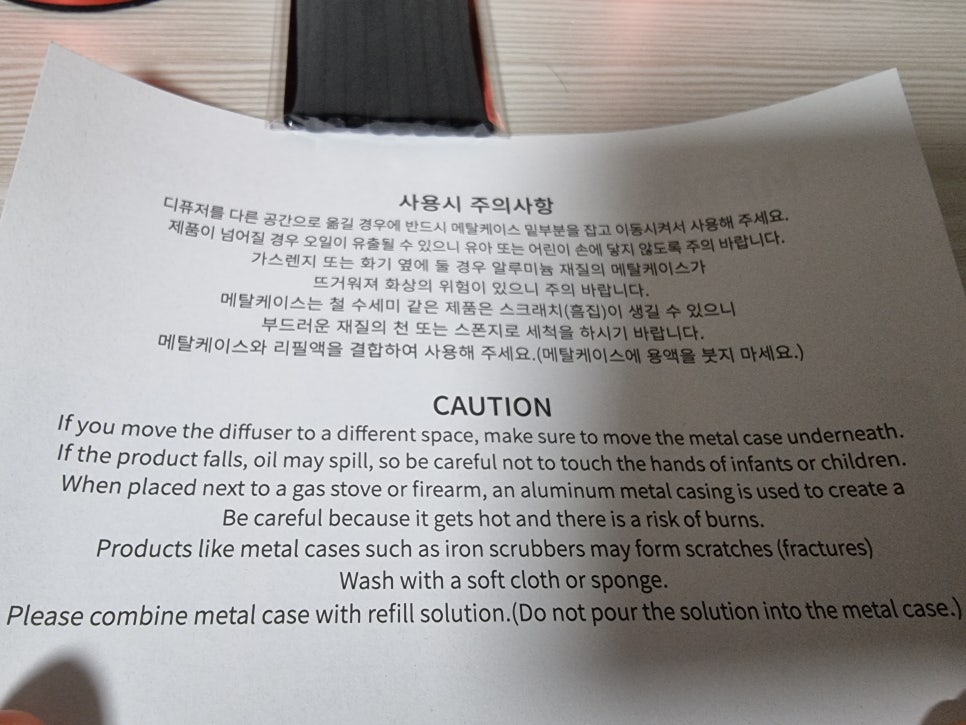 사용시 주의사항
디퓨저를 다른 공간으로 옮길 경우에 반드시 메탈케이스 밑부분을 잡고 이동시켜서 사용해 주세요.
제품이 넘어질 경우 오일이 유출될 수 있으니 유아 또는 어린이 손에 닿지 않도록 주의 바랍니다.
가스렌지 또는 화기 옆에 둘 경우 알루미늄 재질의 메탈케이스가
뜨거워져 화상의 위험이 있으니 주의 바랍니다.
메탈케이스는 철 수세미 같은 제품은 스크래치(흠집)이 생길 수 있으니
부드러운 재질의 천 또는 스폰지로 세척을 하시기 바랍니다.
메탈케이스와 리필액을 결합하여 사용해 주세요.(메탈케이스에 용액을 붓지 마세요.)
CAUTION
If you move the diffuser to a different space, make sure to move the metal case underneath.
If the product falls, oil may spill, so be careful not to touch the hands of infants or children.
When placed next to a gas stove or firearm, an aluminum metal casing is used to create a
Be careful because it gets hot and there is a risk of burns.
Products like metal cases such as iron scrubbers may form scratches (fractures)
Wash with a soft cloth or sponge.
Please combine metal case with refill solution.(Do not pour the solution into the metal case.)